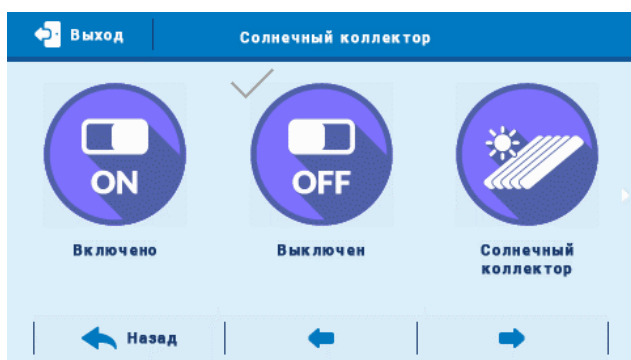 Выход
Солнечный коллектор
ON
OFF
Включено
Выключен
Солнечный
коллектор
Назад